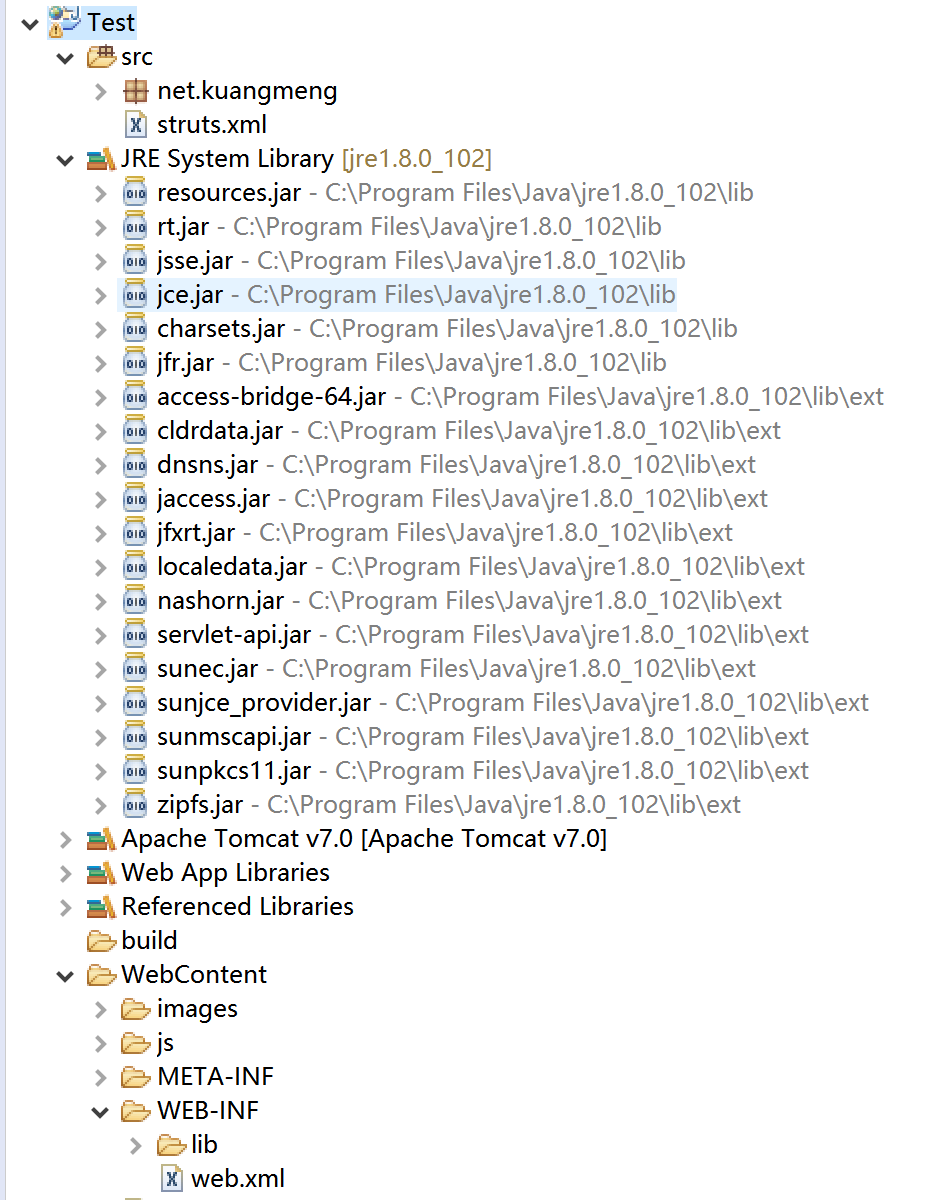 Test
src
net.kuangmeng
struts.xml
JRE System Library [jre1.8.0_102]
resources.jar - C:\Program Files\Java\jre1.8.0_102\lib
rt.jar - C:\Program Files\Java\jre1.8.0_102\lib
jsse.jar - C:\Program Files\Java\jre1.8.0_102\lib
jce.jar - C:\Program Files\Java\jre1.8.0_102\lib
charsets.jar - C:\Program Files\Java\jre1.8.0_102\lib
jfr.jar - C:\Program Files\Java\jre1.8.0_102\lib
access-bridge-64.jar - C:\Program Files\Java\jre1.8.0_102\lib\ext
cldrdata.jar - C:\Program Files\Java\jre1.8.0_102\lib\ext
dnsns.jar - C:\Program Files\Java\jre1.8.0_102\lib\ext
jaccess.jar - C:\Program Files\Java\jre1.8.0_102\lib\ext
jfxrt.jar - C:\Program Files\Java\jre1.8.0_102\lib\ext
localedata.jar - C:\Program Files\Java\jre1.8.0_102\lib\ext
nashorn.jar - C:\Program Files\Java\jre1.8.0_102\lib\ext
servlet-api.jar - C:\Program Files\Java\jre1.8.0_102\lib\ext
sunec.jar - C:\Program Files\Java\jre1.8.0_102\lib\ext
sunjce_provider.jar - C:\Program Files\Java\jre1.8.0_102\lib\ext
sunmscapi.jar - C:\Program Files\Java\jre1.8.0_102\lib\ext
sunpkcs11.jar - C:\Program Files\Java\jre1.8.0_102\lib\ext
zipfs.jar - C:\Program Files\Java\jre1.8.0_102\lib\ext
Apache Tomcat v7.0 [Apache Tomcat v7.0]
Web App Libraries
Referenced Libraries
build
WebContent
images
js
META-INF
WEB-INF
lib
web.xml